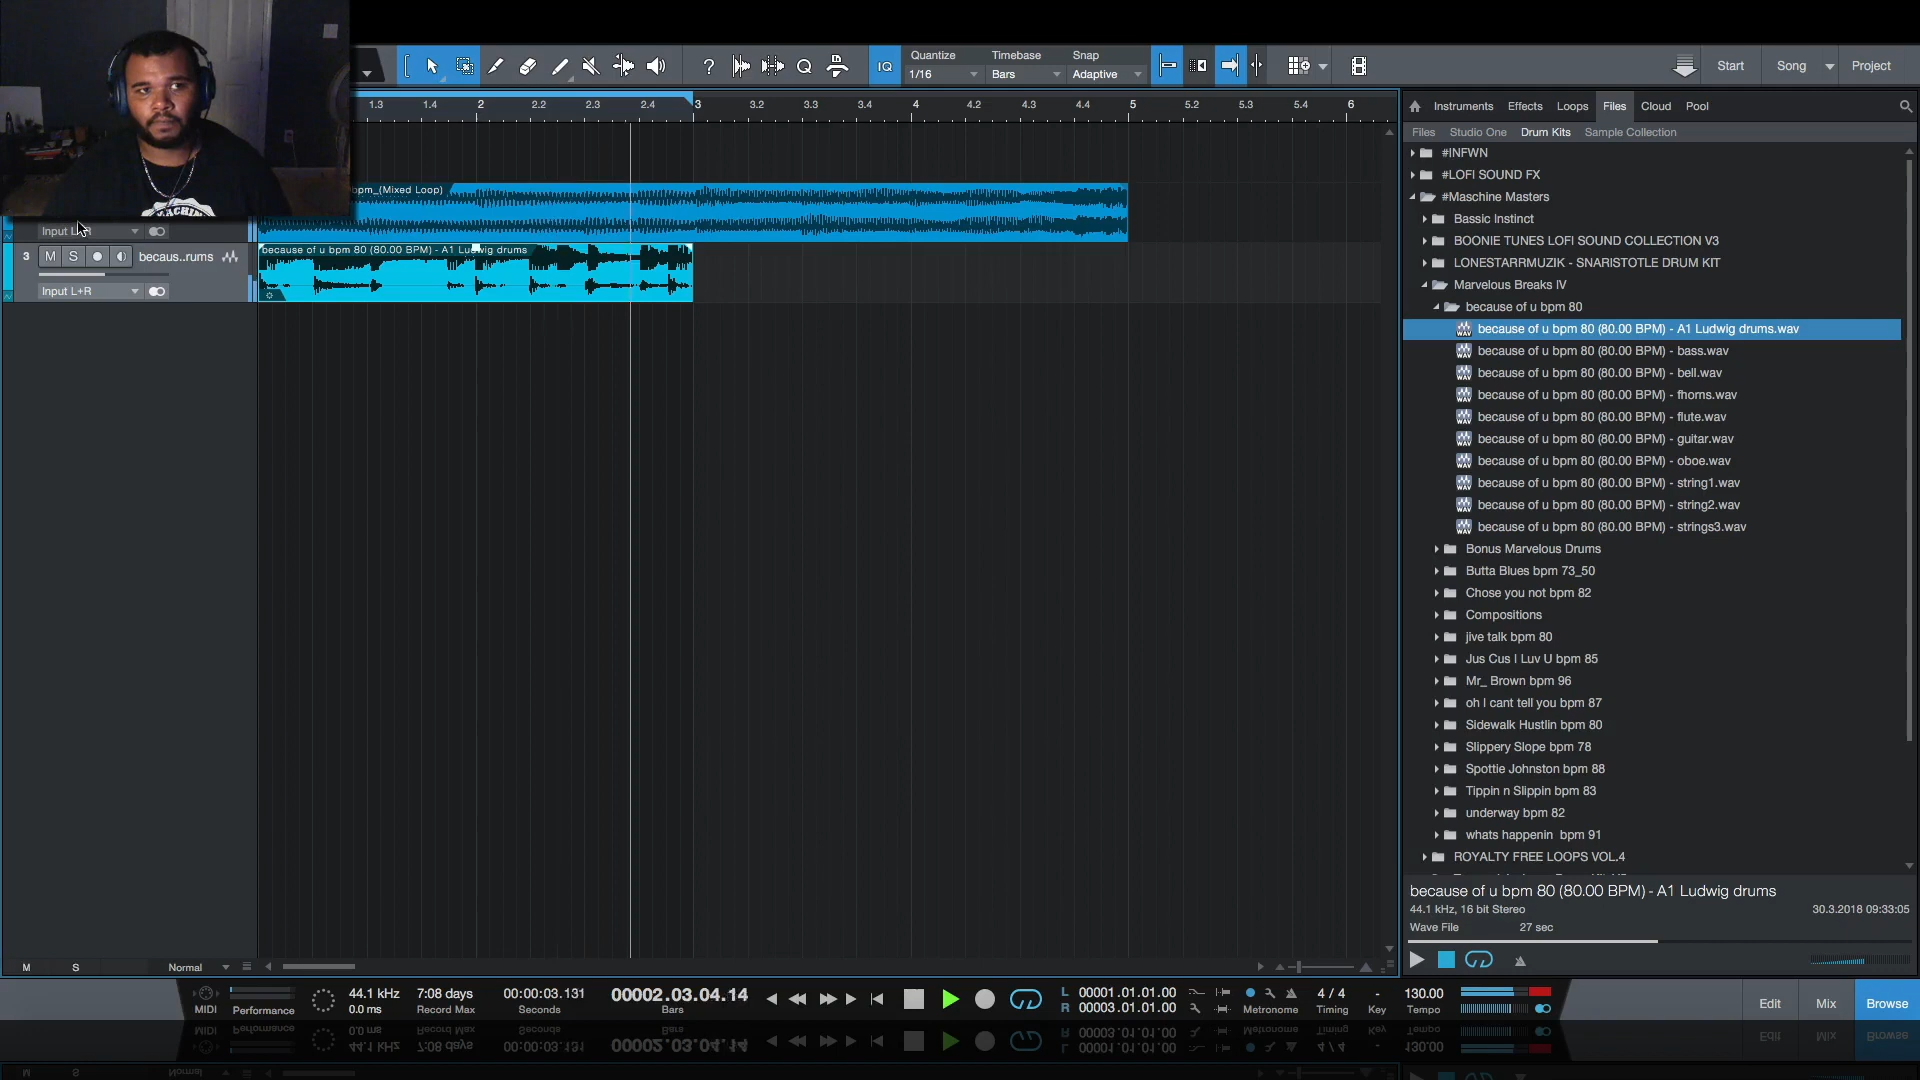 Quantize
Timebase
Snap
1/16
Bars
Adaptive
IQ
?
Start
Song
Project
1.3 1.4 2 2.2 2.3 2.4 3 3.2 3.3 3.4 4 4.2 4.3 4.4 5 5.2 5.3 5.4 6
Instruments Effects Loops Files Cloud Pool
Files Studio One Drum Kits Sample Collection
bpm_(Mixed Loop)
Input L+R
3 M S becaus..rums
Input L+R
because of u bpm 80 (80.00 BPM) - A1 Ludwig drums
#INFWN
#LOFI SOUND FX
#Maschine Masters
Bassic Instinct
BOONIE TUNES LOFI SOUND COLLECTION V3
LONESTARRMUZIK - SNARISTOTLE DRUM KIT
Marvelous Breaks IV
because of u bpm 80
because of u bpm 80 (80.00 BPM) - A1 Ludwig drums.wav
because of u bpm 80 (80.00 BPM) - bass.wav
because of u bpm 80 (80.00 BPM) - bell.wav
because of u bpm 80 (80.00 BPM) - fhorns.wav
because of u bpm 80 (80.00 BPM) - flute.wav
because of u bpm 80 (80.00 BPM) - guitar.wav
because of u bpm 80 (80.00 BPM) - oboe.wav
because of u bpm 80 (80.00 BPM) - string1.wav
because of u bpm 80 (80.00 BPM) - string2.wav
because of u bpm 80 (80.00 BPM) - strings3.wav
Bonus Marvelous Drums
Butta Blues bpm 73_50
Chose you not bpm 82
Compositions
jive talk bpm 80
Jus Cus I Luv U bpm 85
Mr_ Brown bpm 96
oh I cant tell you bpm 87
Sidewalk Hustlin bpm 80
Slippery Slope bpm 78
Spottie Johnston bpm 88
Tippin n Slippin bpm 83
underway bpm 82
whats happenin bpm 91
ROYALTY FREE LOOPS VOL.4
because of u bpm 80 (80.00 BPM) - A1 Ludwig drums
44.1 kHz, 16 bit Stereo
30.3.2018 09:33:05
Wave File
27 sec
M S Normal
MIDI
Performance
44.1 kHz
0.0 ms
7:08 days
Record Max
00:00:03.131
Seconds
00002.03.04.14
Bars
L 00001.01.01.00
R 00003.01.01.00
Metronome
4 / 4
Timing
-
Key
130.00
Tempo
Edit
Mix
Browse